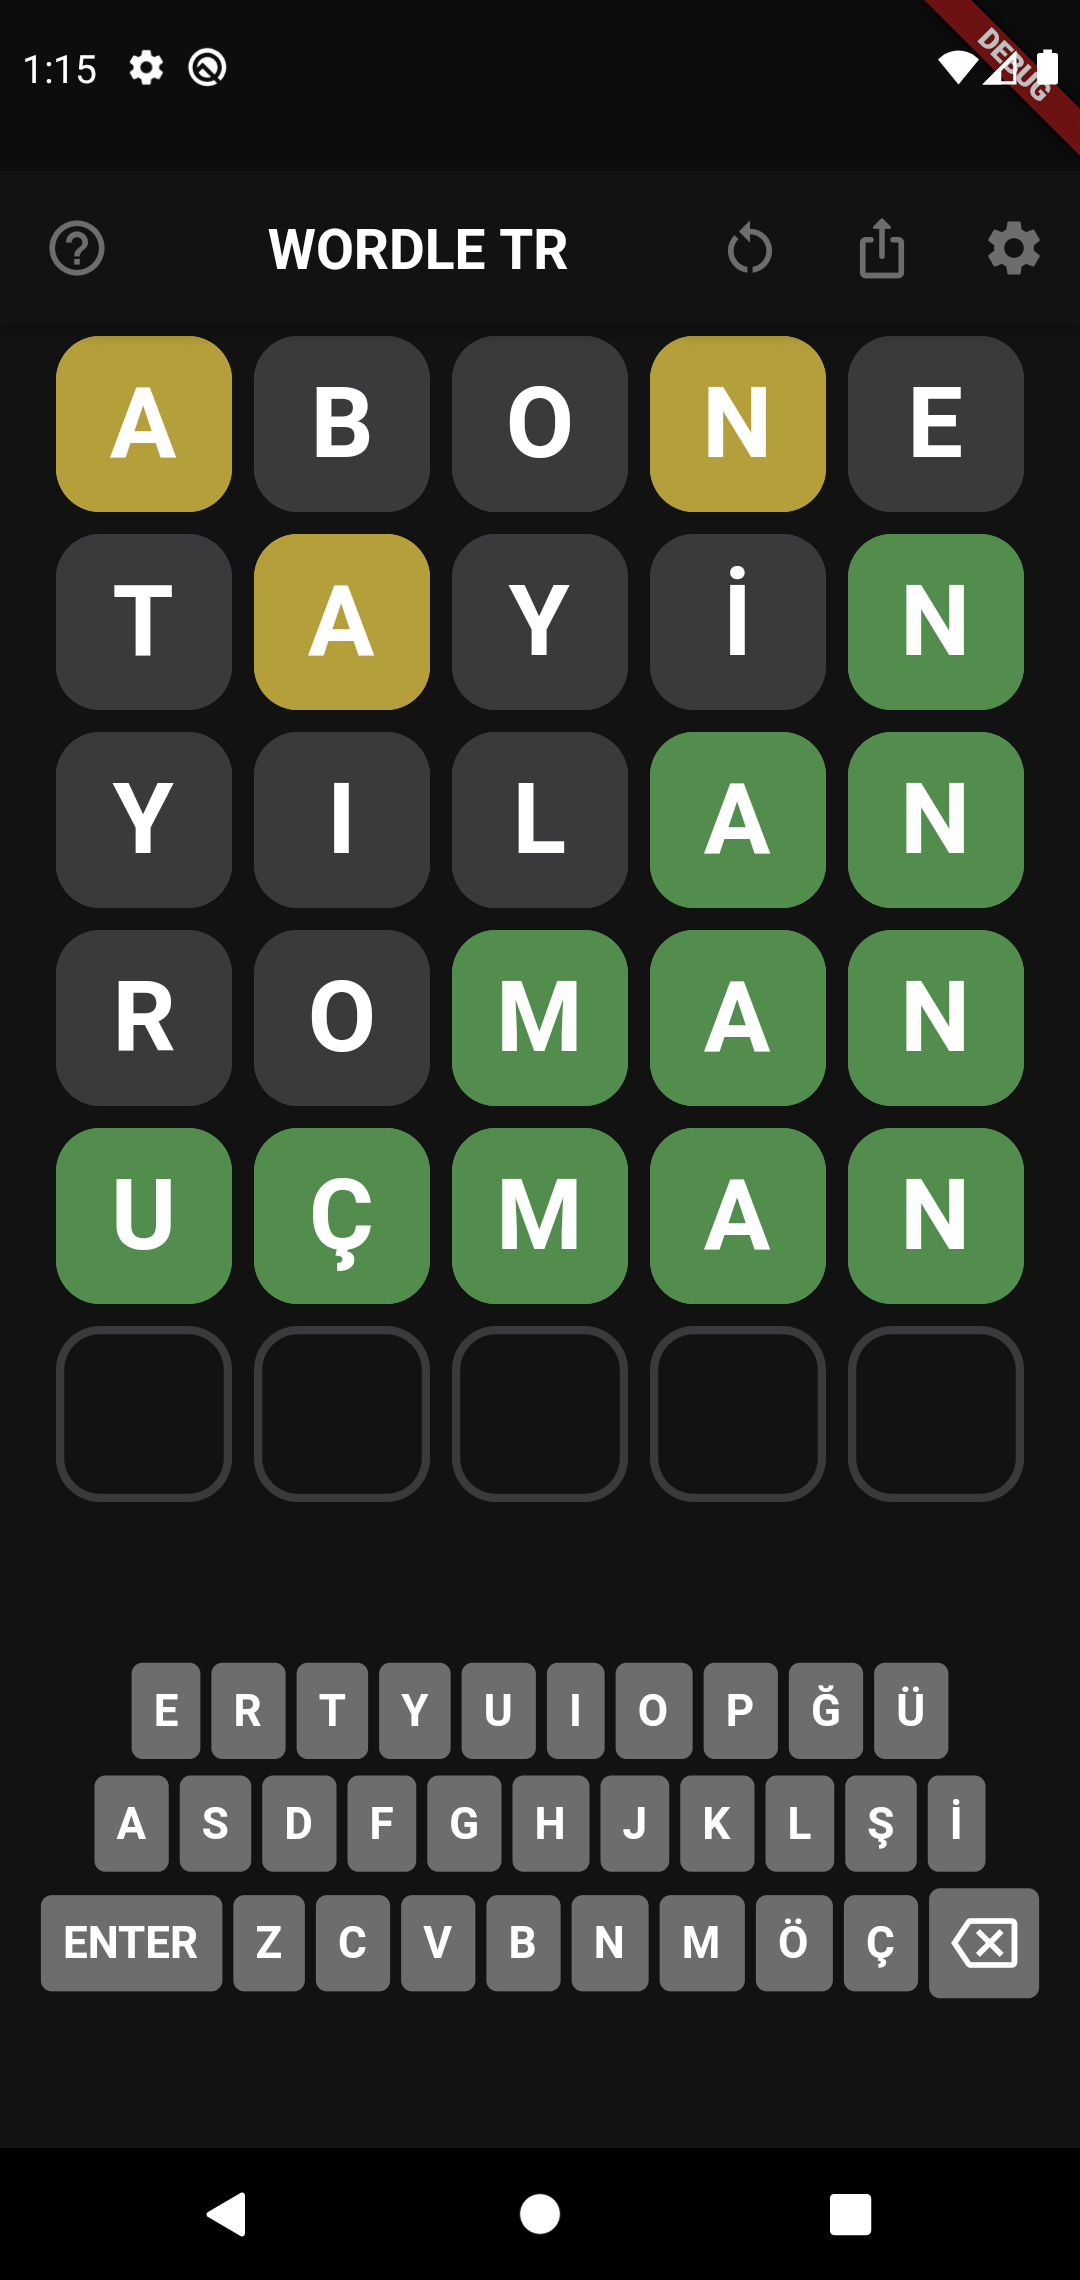 1:15
DEBUG
WORDLE TR
A B O N E
T A Y İ N
Y I L A N
R O M A N
U Ç M A N
E R T Y U I O P Ğ Ü
A S D F G H J K L Ş İ
ENTER Z C V B N M Ö Ç